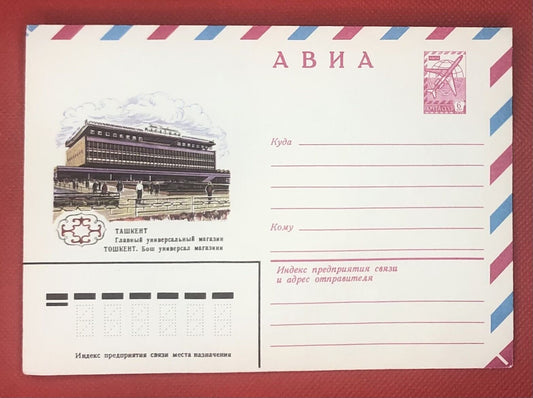 АВИА
6
Куда
ТАШКЕНТ
Главный универсальный магазин
ТОШКЕНТ. Бош универсал магазини
Кому
Индекс предприятия связи
и адрес отправителя
Индекс предприятия связи места назначения